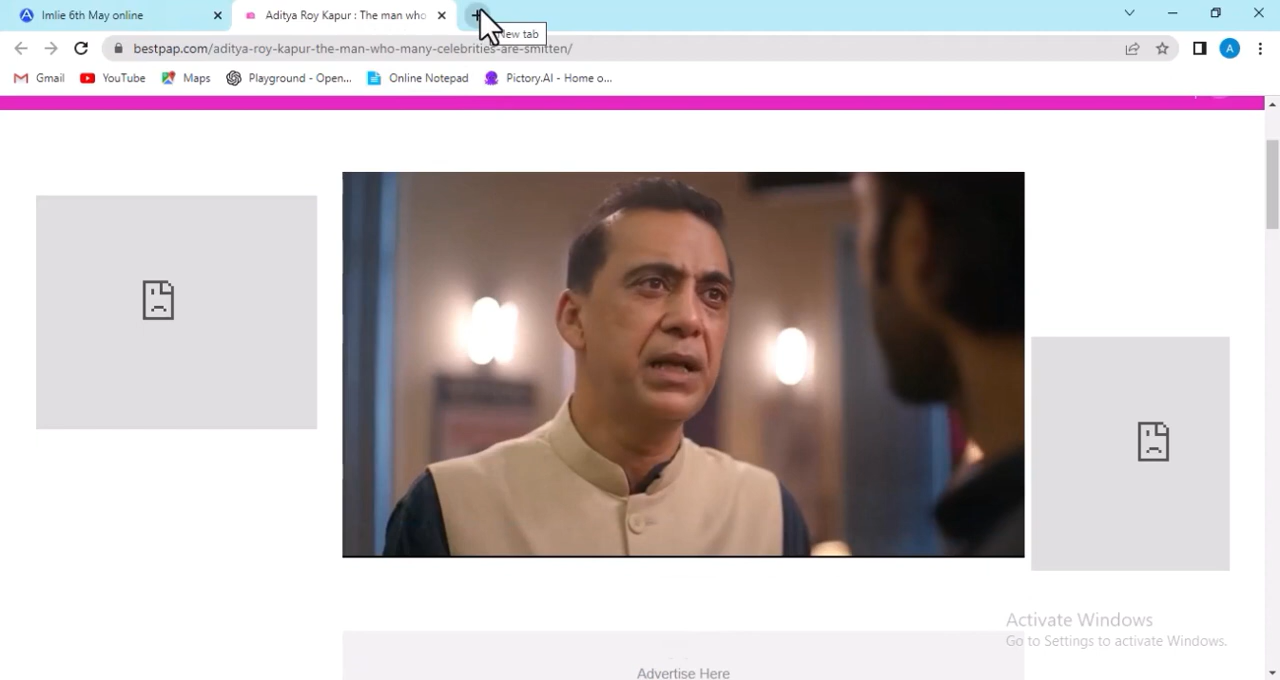 Imlie 6th May online
Aditya Roy Kapur : The man who
New tab
bestpap.com/aditya-roy-kapur-the-man-who-many-celebrities-are-smitten/
A
Gmail
YouTube
Maps
Playground - Open...
Online Notepad
Pictory.AI - Home o...
Activate Windows
Go to Settings to activate Windows.
Advertise Here